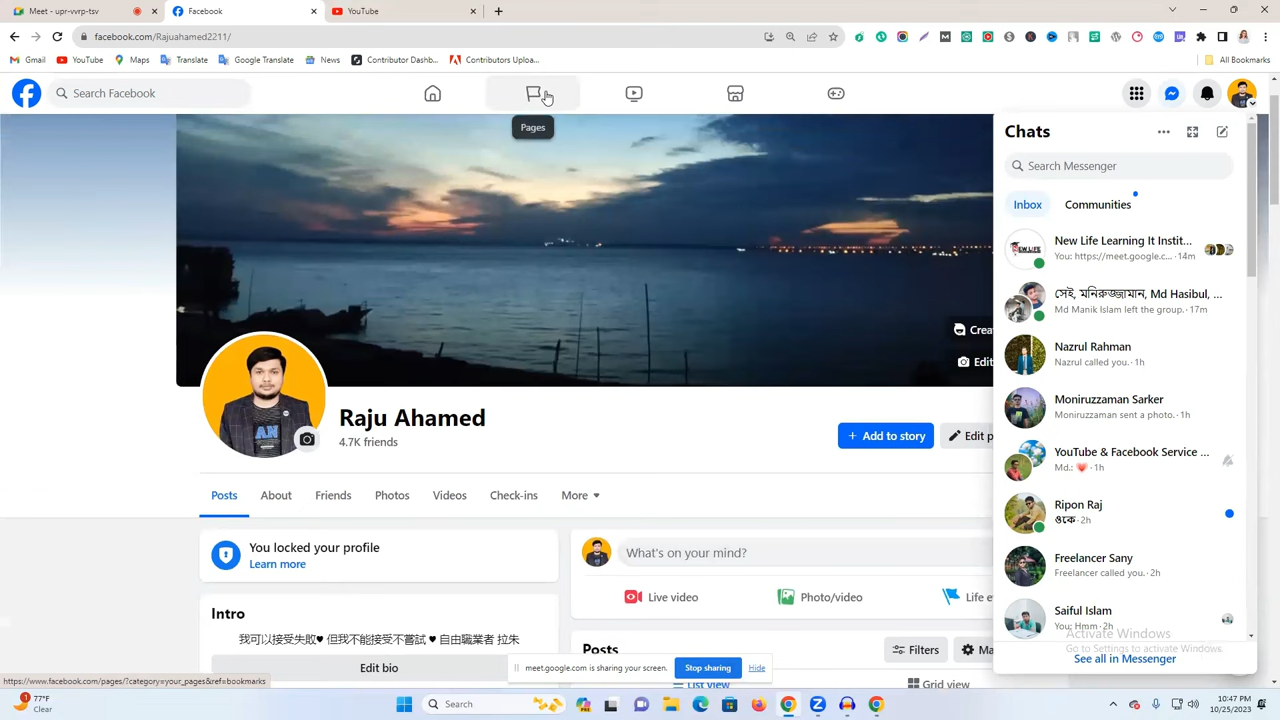 Meet - upr-vvrp-tsv
Facebook
YouTube
facebook.com/Rajuahamed2211/
Gmail YouTube Maps Translate Google Translate News Contributor Dashb... Contributors Uploa... All Bookmarks
Search Facebook
Pages
Chats
Search Messenger
Inbox Communities
New Life Learning It Instit...
You: https://meet.google.c... · 14m
সেই, মনিরুজ্জামান, Md Hasibul, ...
Md Manik Islam left the group. · 17m
Nazrul Rahman
Nazrul called you. · 1h
Moniruzzaman Sarker
Moniruzzaman sent a photo. · 1h
YouTube & Facebook Service ...
Md.: 💗 · 1h
Ripon Raj
ওকে · 2h
Freelancer Sany
Freelancer called you. · 2h
Saiful Islam
You: Hmm · 2h
See all in Messenger
Activate Windows
Go to Settings to activate Windows.
Crea
Edit
Raju Ahamed
4.7K friends
+ Add to story
Edit p
Posts About Friends Photos Videos Check-ins More
You locked your profile
Learn more
What's on your mind?
Live video Photo/video Life e
Intro
我可以接受失敗♥ 但我不能接受不嘗試 ♥ 自由職業者 拉朱
Edit bio
Posts
Filters
Ma
List view Grid view
meet.google.com is sharing your screen. Stop sharing Hide
https://www.facebook.com/pages/?category=your_pages&ref=bookmarks
77°F
Clear
Search
10:47 PM
10/25/2023